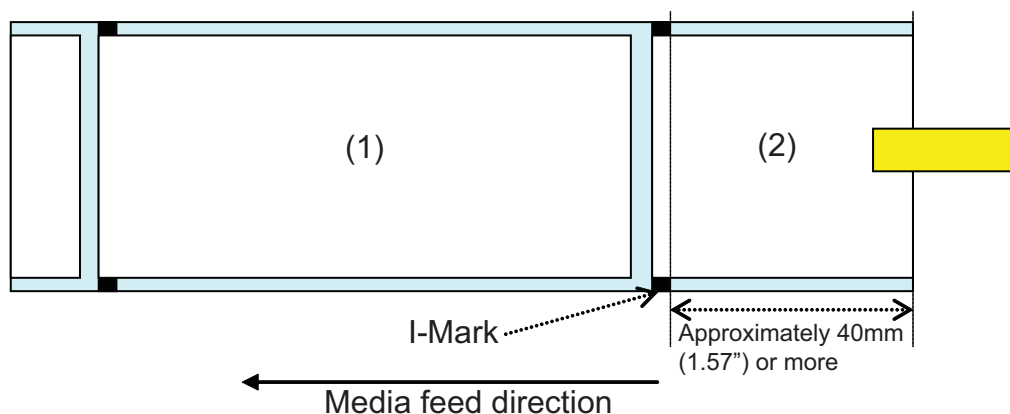 (1)
(2)
I-Mark
Approximately 40mm
(1.57”) or more
Media feed direction